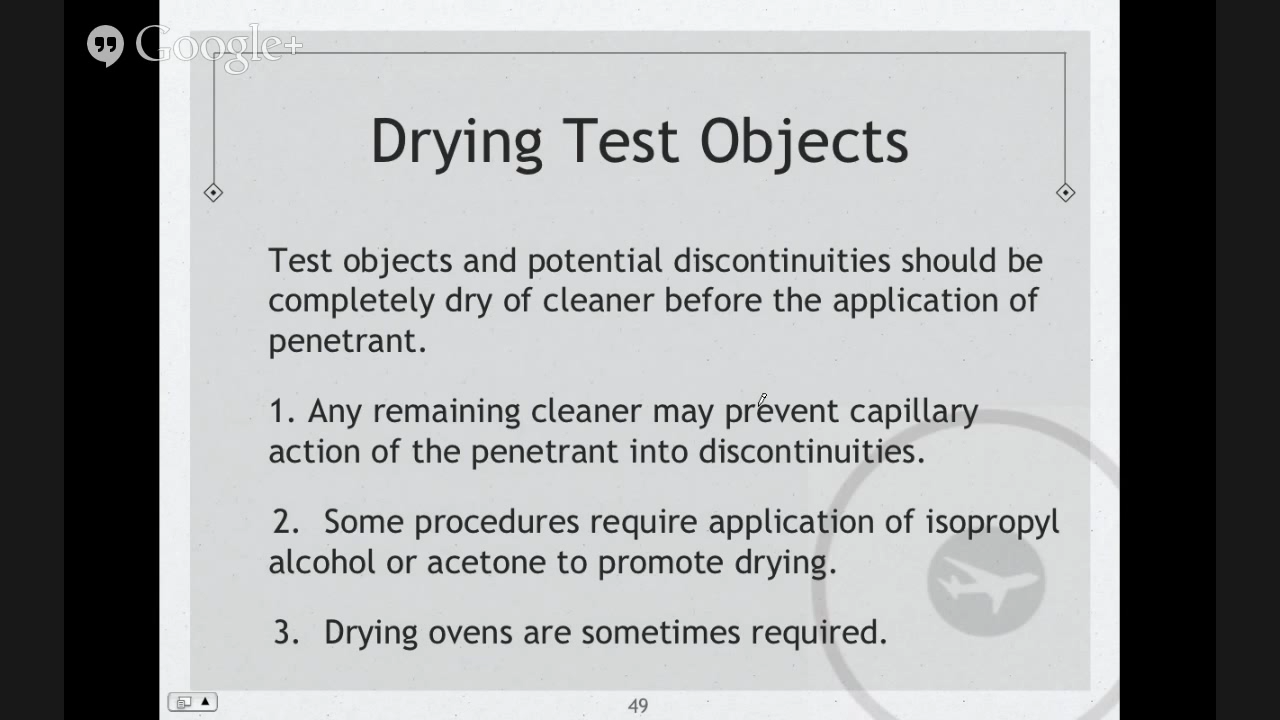 Google+
Drying Test Objects
Test objects and potential discontinuities should be
completely dry of cleaner before the application of
penetrant.
1. Any remaining cleaner may prevent capillary
action of the penetrant into discontinuities.
2. Some procedures require application of isopropyl
alcohol or acetone to promote drying.
3. Drying ovens are sometimes required.
49